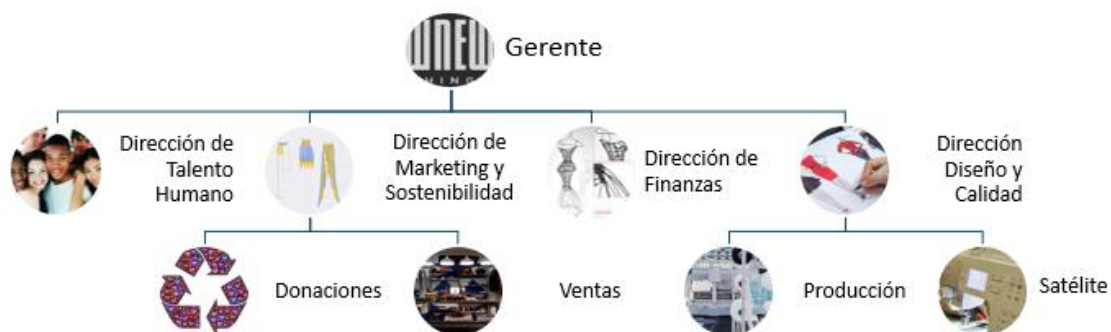 Gerente
Dirección de
Talento
Humano
Dirección de
Marketing y
Sostenibilidad
Dirección de
Finanzas
Dirección
Diseño y
Calidad
Donaciones
Ventas
Producción
Satélite